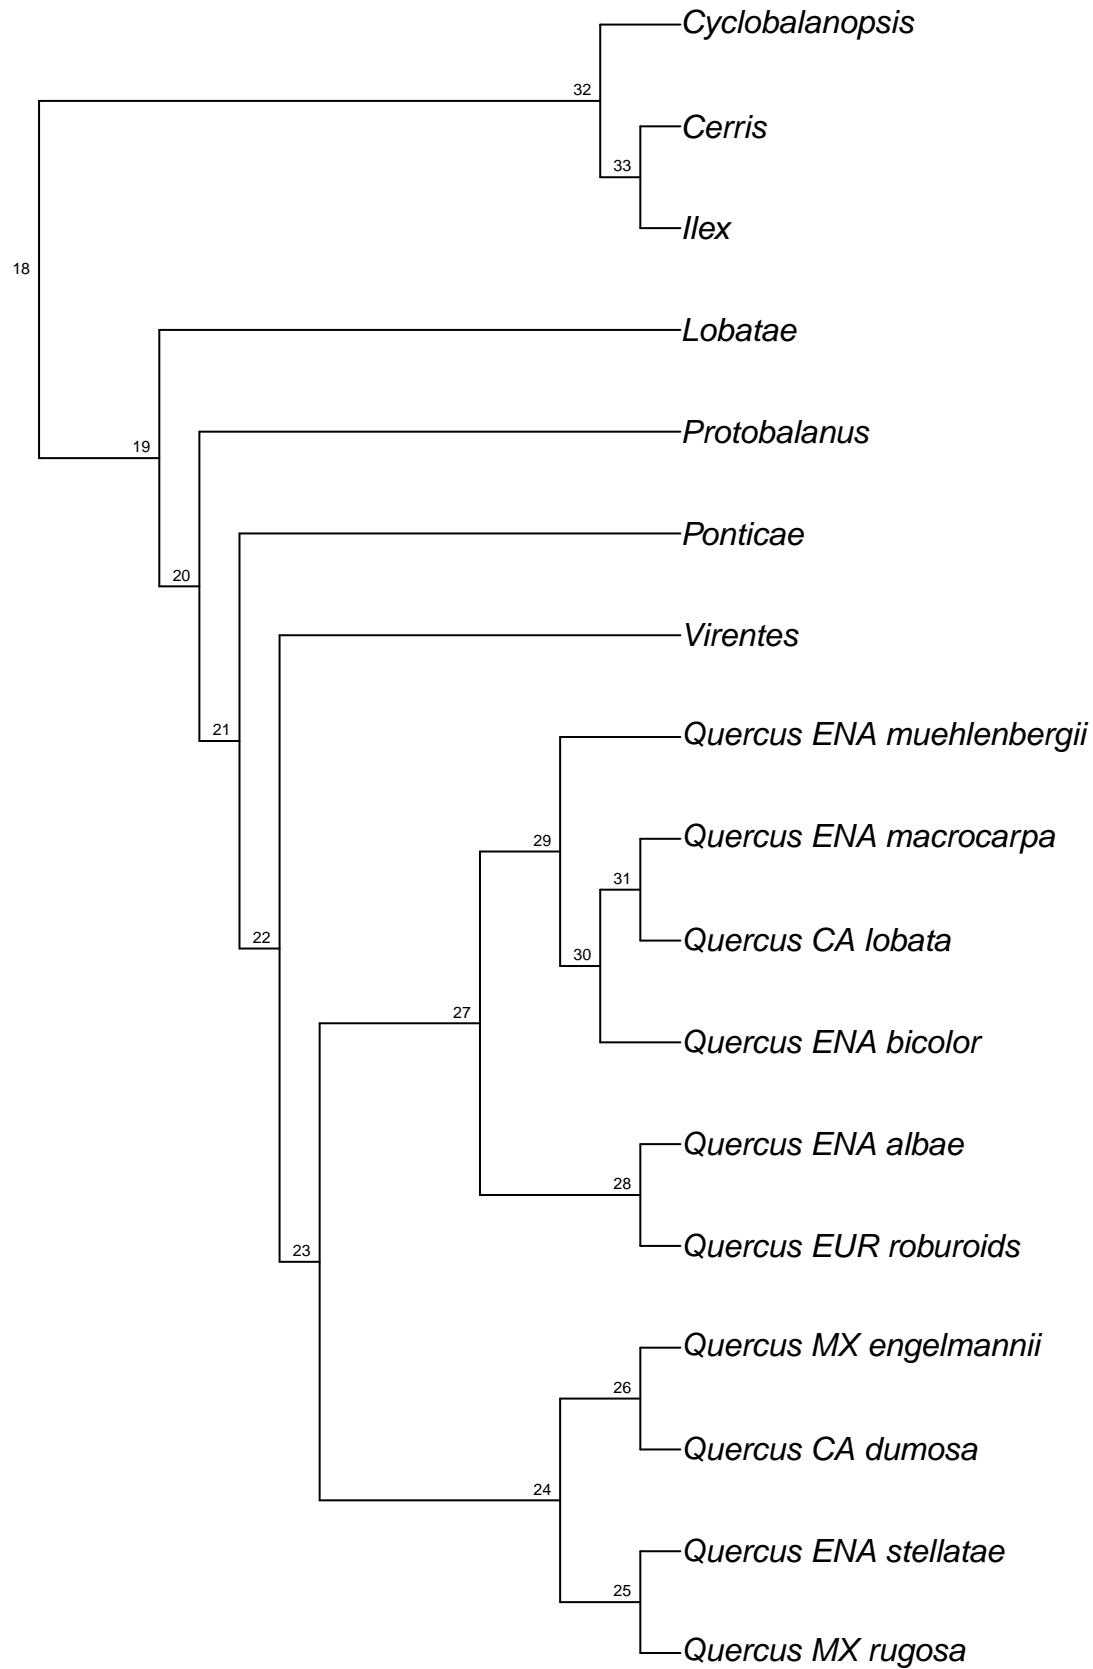 Cyclobalanopsis
32
Cerris
33
Ilex
18
Lobatae
Protobalanus
19
Ponticae
20
Virentes
21
Quercus ENA muehlenbergii
29
Quercus ENA macrocarpa
31
Quercus CA lobata
22
30
27
Quercus ENA bicolor
Quercus ENA albae
28
Quercus EUR roburoids
23
Quercus MX engelmannii
26
Quercus CA dumosa
24
Quercus ENA stellatae
25
Quercus MX rugosa